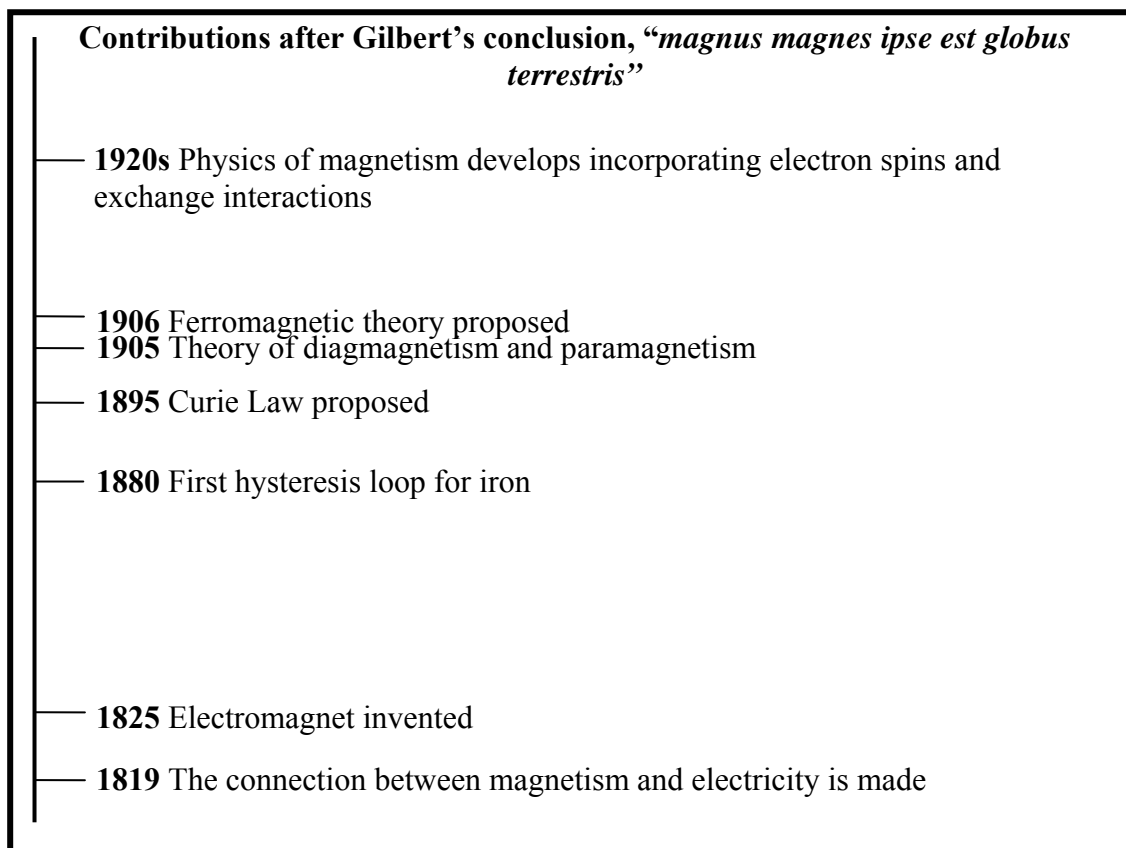 Contributions after Gilbert’s conclusion, “magnus magnes ipse est globus
terrestris”
1920s Physics of magnetism develops incorporating electron spins and
exchange interactions
1906 Ferromagnetic theory proposed
1905 Theory of diagmagnetism and paramagnetism
1895 Curie Law proposed
1880 First hysteresis loop for iron
1825 Electromagnet invented
1819 The connection between magnetism and electricity is made